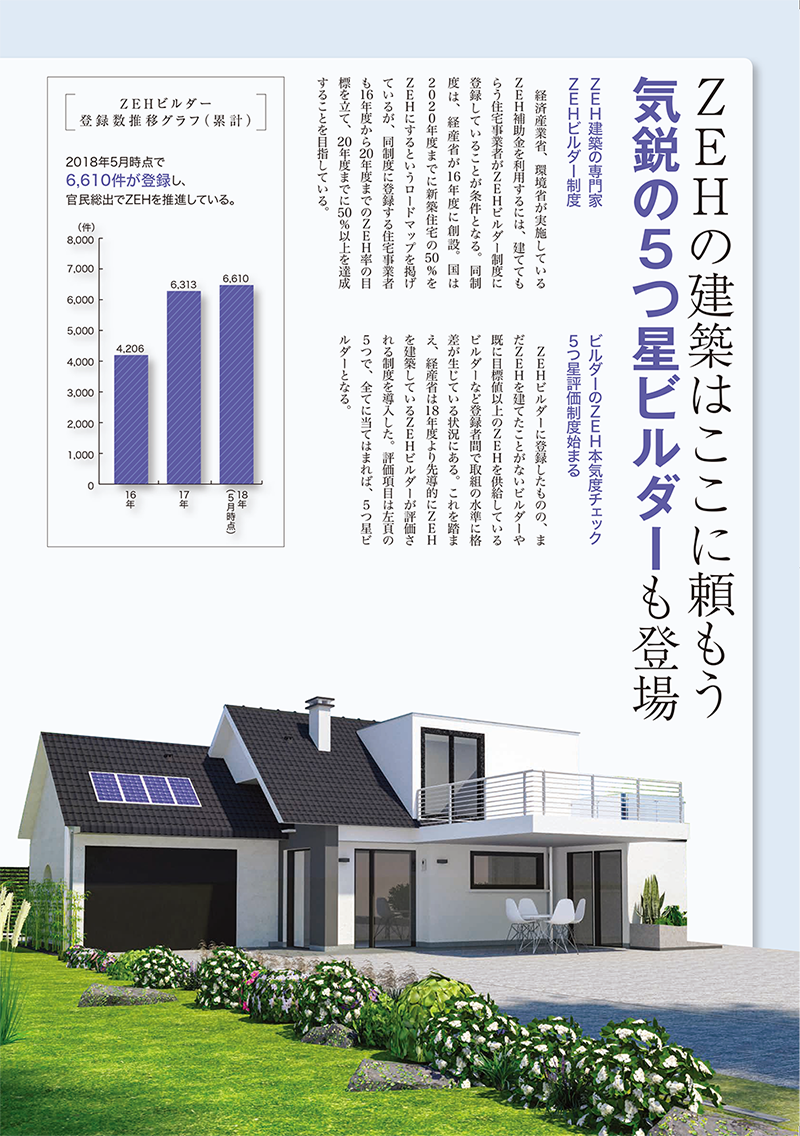 ZEHの建築はここに頼もう
気鋭の5つ星ビルダーも登場
ZEH建築の専門家
ZEHビルダー制度
経済産業省、環境省が実施している
ZEH補助金を利用するには、建てても
らう住宅事業者がZEHビルダー制度に
登録していることが条件となる。同制
度は、経産省が16年度に創設。国は
2020年度までに新築住宅の50%を
ZEHにするというロードマップを掲げ
ているが、同制度に登録する住宅事業者
も16年度から20年度までのZEH率の目
標を立て、20年度までに50%以上を達成
することを目指している。
ビルダーのZEH本気度チェック
5つ星評価制度始まる
ZEHビルダーに登録したものの、ま
だZEHを建てたことがないビルダーや
既に目標値以上のZEHを供給している
ビルダーなど登録者間で取組の水準に格
差が生じている状況にある。これを踏ま
え、経産省は18年度より先導的にZEH
を建築しているZEHビルダーが評価さ
れる制度を導入した。評価項目は左頁の
5つで、全てに当てはまれば、5つ星ビ
ルダーとなる。
ZEHビルダー
登録数推移グラフ(累計)
2018年5月時点で
6,610件が登録し、
官民総出でZEHを推進している。
(件)
8,000
7,000
6,000
5,000
4,000
3,000
2,000
1,000
0
4,206
6,313
6,610
16年
17年
18年
(5月時点)